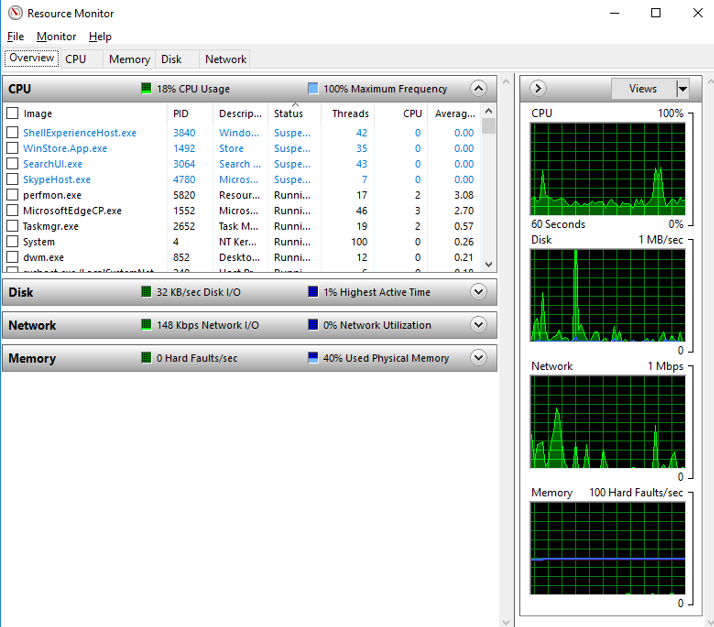 Resource Monitor
File Monitor Help
Overview CPU Memory Disk Network
CPU 18% CPU Usage 100% Maximum Frequency
Image PID Descrip... Status Threads CPU Averag...
ShellExperienceHost.exe 3840 Windo... Suspe... 42 0 0.00
WinStore.App.exe 1492 Store Suspe... 35 0 0.00
SearchUI.exe 3064 Search ... Suspe... 43 0 0.00
SkypeHost.exe 4780 Micros... Suspe... 7 0 0.00
perfmon.exe 5820 Resour... Runni... 17 2 3.08
MicrosoftEdgeCP.exe 1552 Micros... Runni... 46 3 2.70
Taskmgr.exe 2652 Task M... Runni... 19 2 0.57
System 4 NT Ker... Runni... 100 0 0.26
dwm.exe 852 Deskto... Runni... 12 0 0.21
Disk 32 KB/sec Disk I/O 1% Highest Active Time
Network 148 Kbps Network I/O 0% Network Utilization
Memory 0 Hard Faults/sec 40% Used Physical Memory
Views
CPU 100%
60 Seconds 0%
Disk 1 MB/sec
0
Network 1 Mbps
0
Memory 100 Hard Faults/sec
0